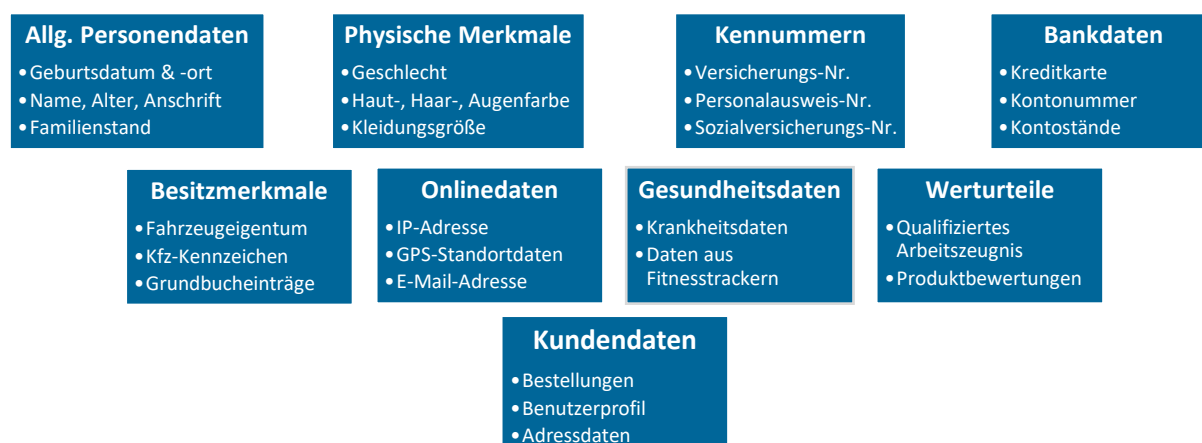 Allg. Personendaten
• Geburtsdatum & -ort
• Name, Alter, Anschrift
• Familienstand
Physische Merkmale
• Geschlecht
• Haut-, Haar-, Augenfarbe
• Kleidungsgröße
Kennummern
• Versicherungs-Nr.
• Personalausweis-Nr.
• Sozialversicherungs-Nr.
Bankdaten
• Kreditkarte
• Kontonummer
• Kontostände
Besitzmerkmale
• Fahrzeugeigentum
• Kfz-Kennzeichen
• Grundbucheinträge
Onlinedaten
• IP-Adresse
• GPS-Standortdaten
• E-Mail-Adresse
Gesundheitsdaten
• Krankheitsdaten
• Daten aus
Fitnesstrackern
Werturteile
• Qualifiziertes
Arbeitszeugnis
• Produktbewertungen
Kundendaten
• Bestellungen
• Benutzerprofil
• Adressdaten